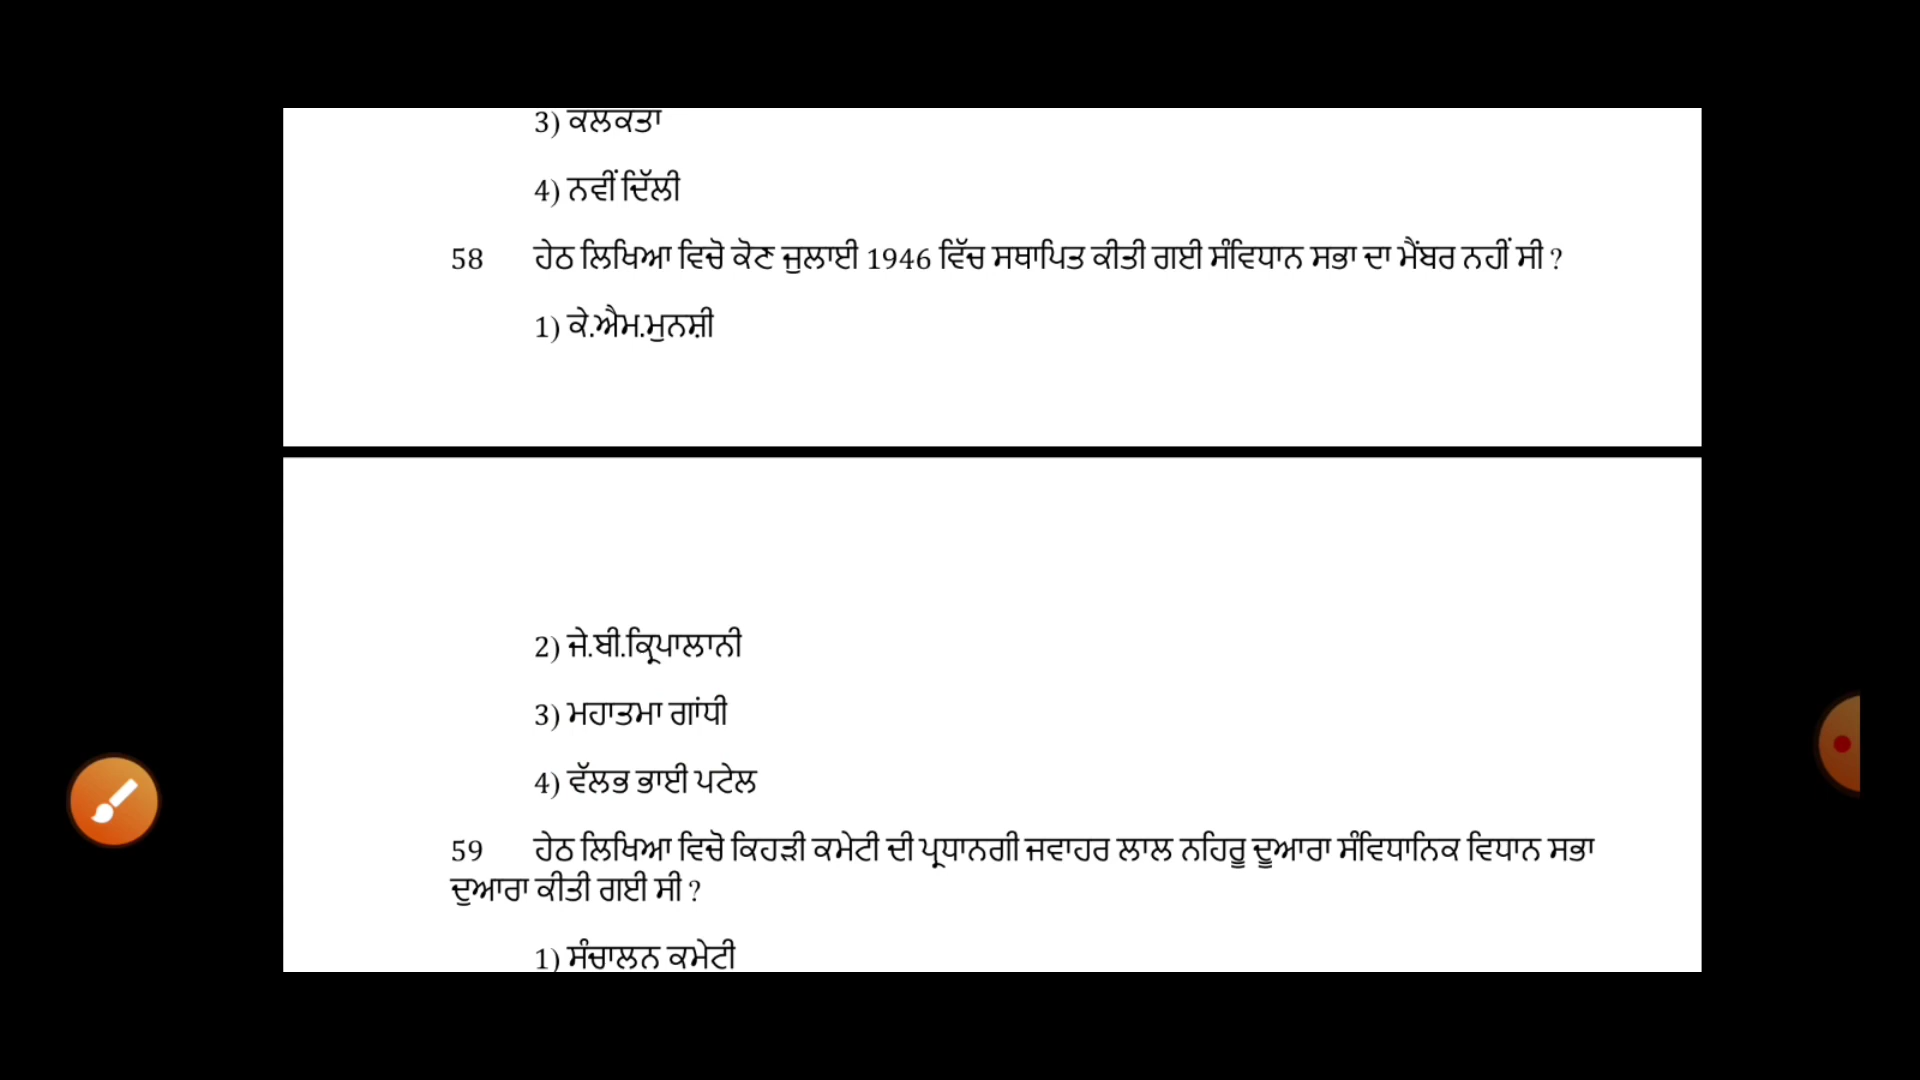 3) ਕਲਕਤਾ
4) ਨਵੀਂ ਦਿੱਲੀ
58 ਹੇਠ ਲਿਖਿਆ ਵਿਚੋ ਕੋਣ ਜੁਲਾਈ 1946 ਵਿੱਚ ਸਥਾਪਿਤ ਕੀਤੀ ਗਈ ਸੰਵਿਧਾਨ ਸਭਾ ਦਾ ਮੈਂਬਰ ਨਹੀਂ ਸੀ ?
1) ਕੇ.ਐਮ.ਮੁਨਸ਼ੀ
2) ਜੇ.ਬੀ.ਕ੍ਰਿਪਾਲਾਨੀ
3) ਮਹਾਤਮਾ ਗਾਂਧੀ
4) ਵੱਲਭ ਭਾਈ ਪਟੇਲ
59 ਹੇਠ ਲਿਖਿਆ ਵਿਚੋ ਕਿਹੜੀ ਕਮੇਟੀ ਦੀ ਪ੍ਰਧਾਨਗੀ ਜਵਾਹਰ ਲਾਲ ਨਹਿਰੂ ਦੂਆਰਾ ਸੰਵਿਧਾਨਿਕ ਵਿਧਾਨ ਸਭਾ
ਦੁਆਰਾ ਕੀਤੀ ਗਈ ਸੀ ?
1) ਸੰਚਾਲਨ ਕਮੇਟੀ